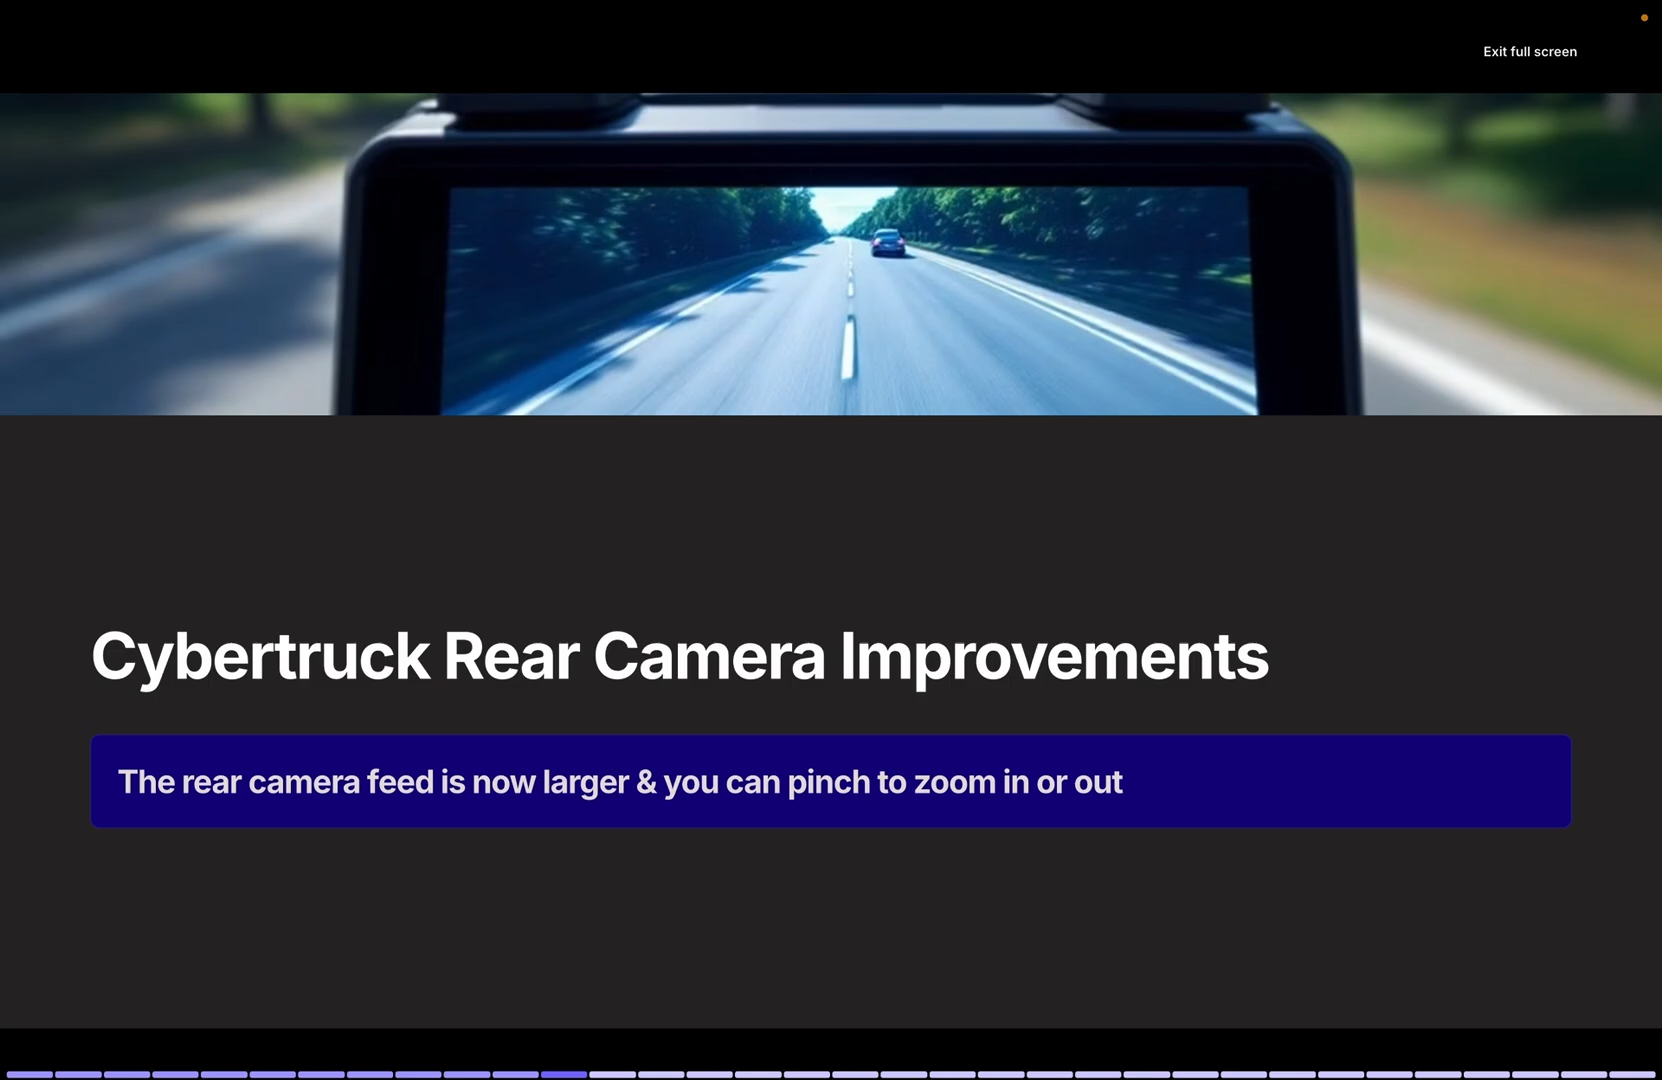 Exit full screen
Cybertruck Rear Camera Improvements
The rear camera feed is now larger & you can pinch to zoom in or out